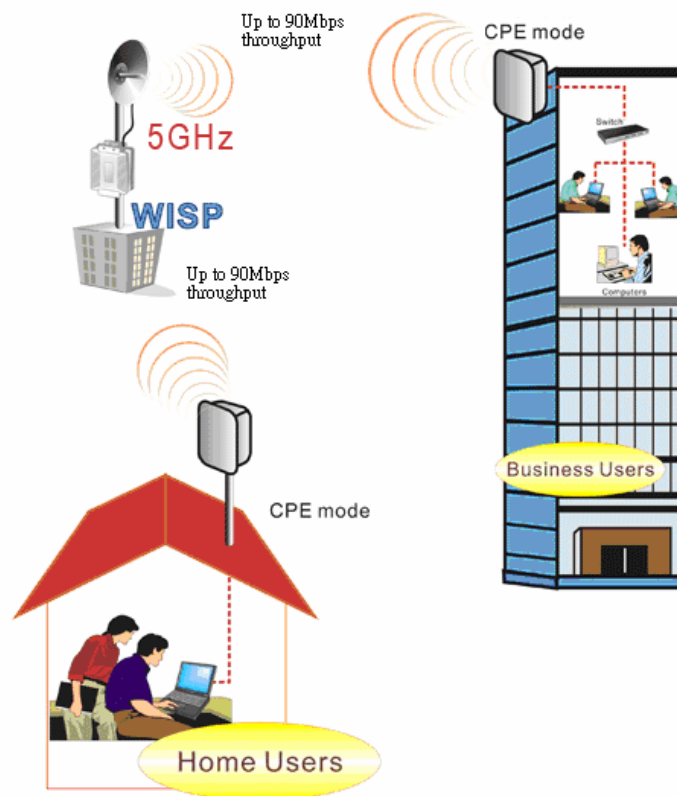 Up to 90Mbps
throughput
CPE mode
5GHz
Switch
WISP
Up to 90Mbps
throughput
Computers
Business Users
CPE mode
Home Users